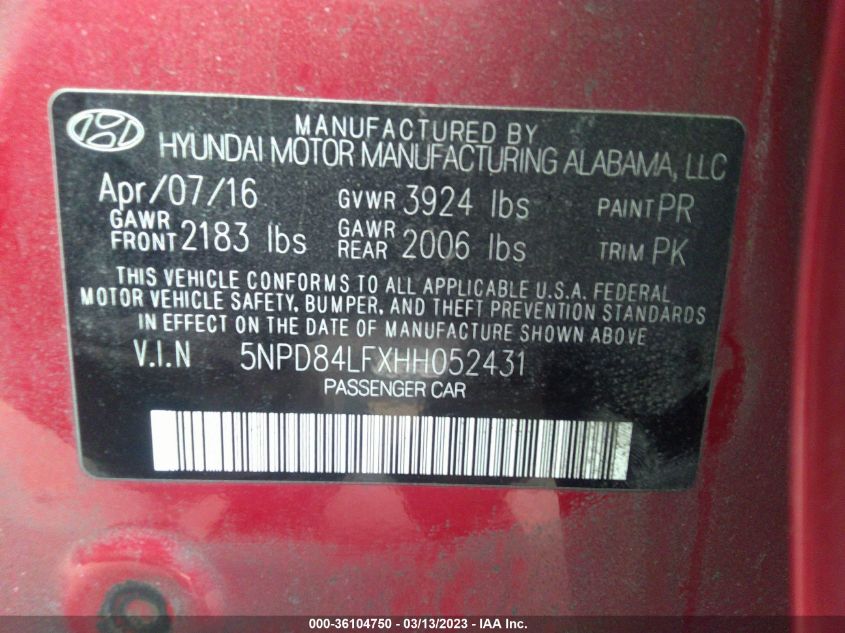 MANUFACTURED BY
HYUNDAI MOTOR MANUFACTURING ALABAMA, LLC
Apr/07/16 GVWR 3924 lbs PAINT PR
GAWR FRONT 2183 lbs GAWR REAR 2006 lbs TRIM PK
THIS VEHICLE CONFORMS TO ALL APPLICABLE U.S.A. FEDERAL
MOTOR VEHICLE SAFETY, BUMPER, AND THEFT PREVENTION STANDARDS
IN EFFECT ON THE DATE OF MANUFACTURE SHOWN ABOVE
V.I.N 5NPD84LFXHH052431
PASSENGER CAR
000-36104750 - 03/13/2023 - IAA Inc.